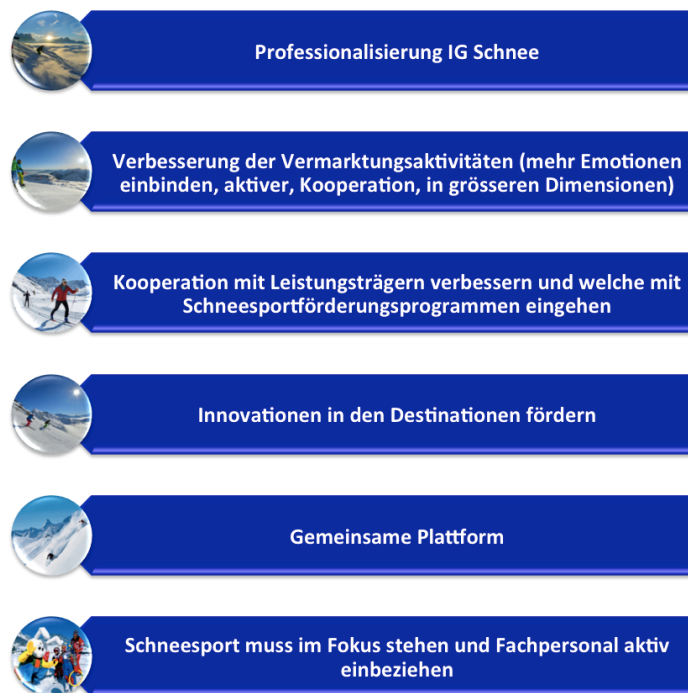 Professionalisierung IG Schnee
Verbesserung der Vermarktungsaktivitäten (mehr Emotionen
einbinden, aktiver, Kooperation, in grösseren Dimensionen)
Kooperation mit Leistungsträgern verbessern und welche mit
Schneesportförderungsprogrammen eingehen
Innovationen in den Destinationen fördern
Gemeinsame Plattform
Schneesport muss im Fokus stehen und Fachpersonal aktiv
einbeziehen